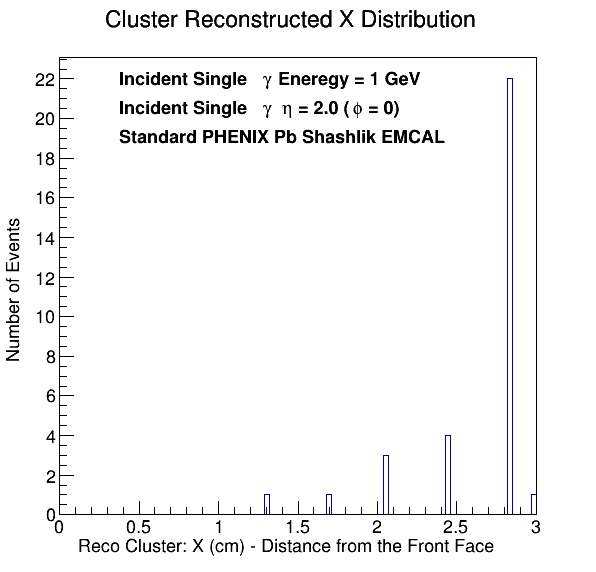 Cluster Reconstructed X Distribution
Incident Single γ Eneregy = 1 GeV
Incident Single γ η = 2.0 ( ϕ = 0)
Standard PHENIX Pb Shashlik EMCAL
Number of Events
22
20
18
16
14
12
10
8
6
4
2
0
0 0.5 1 1.5 2 2.5 3
Reco Cluster: X (cm) - Distance from the Front Face